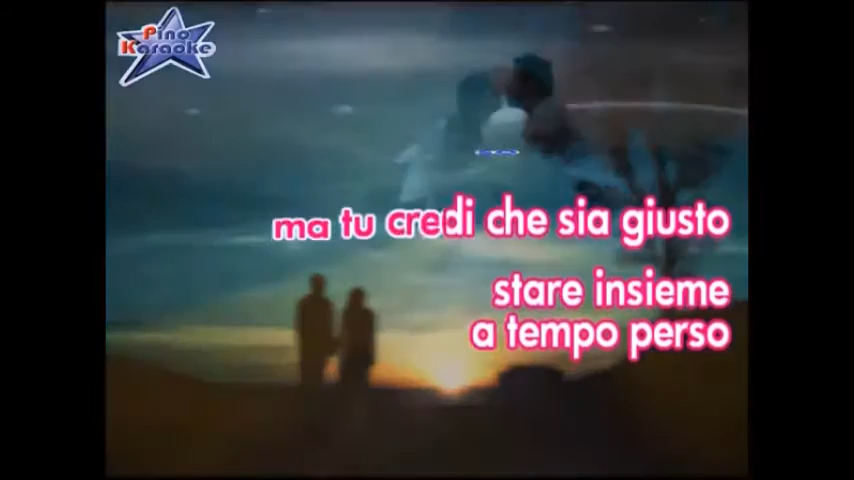 Pino
Karaoke
ma tu credi che sia giusto
stare insieme
a tempo perso